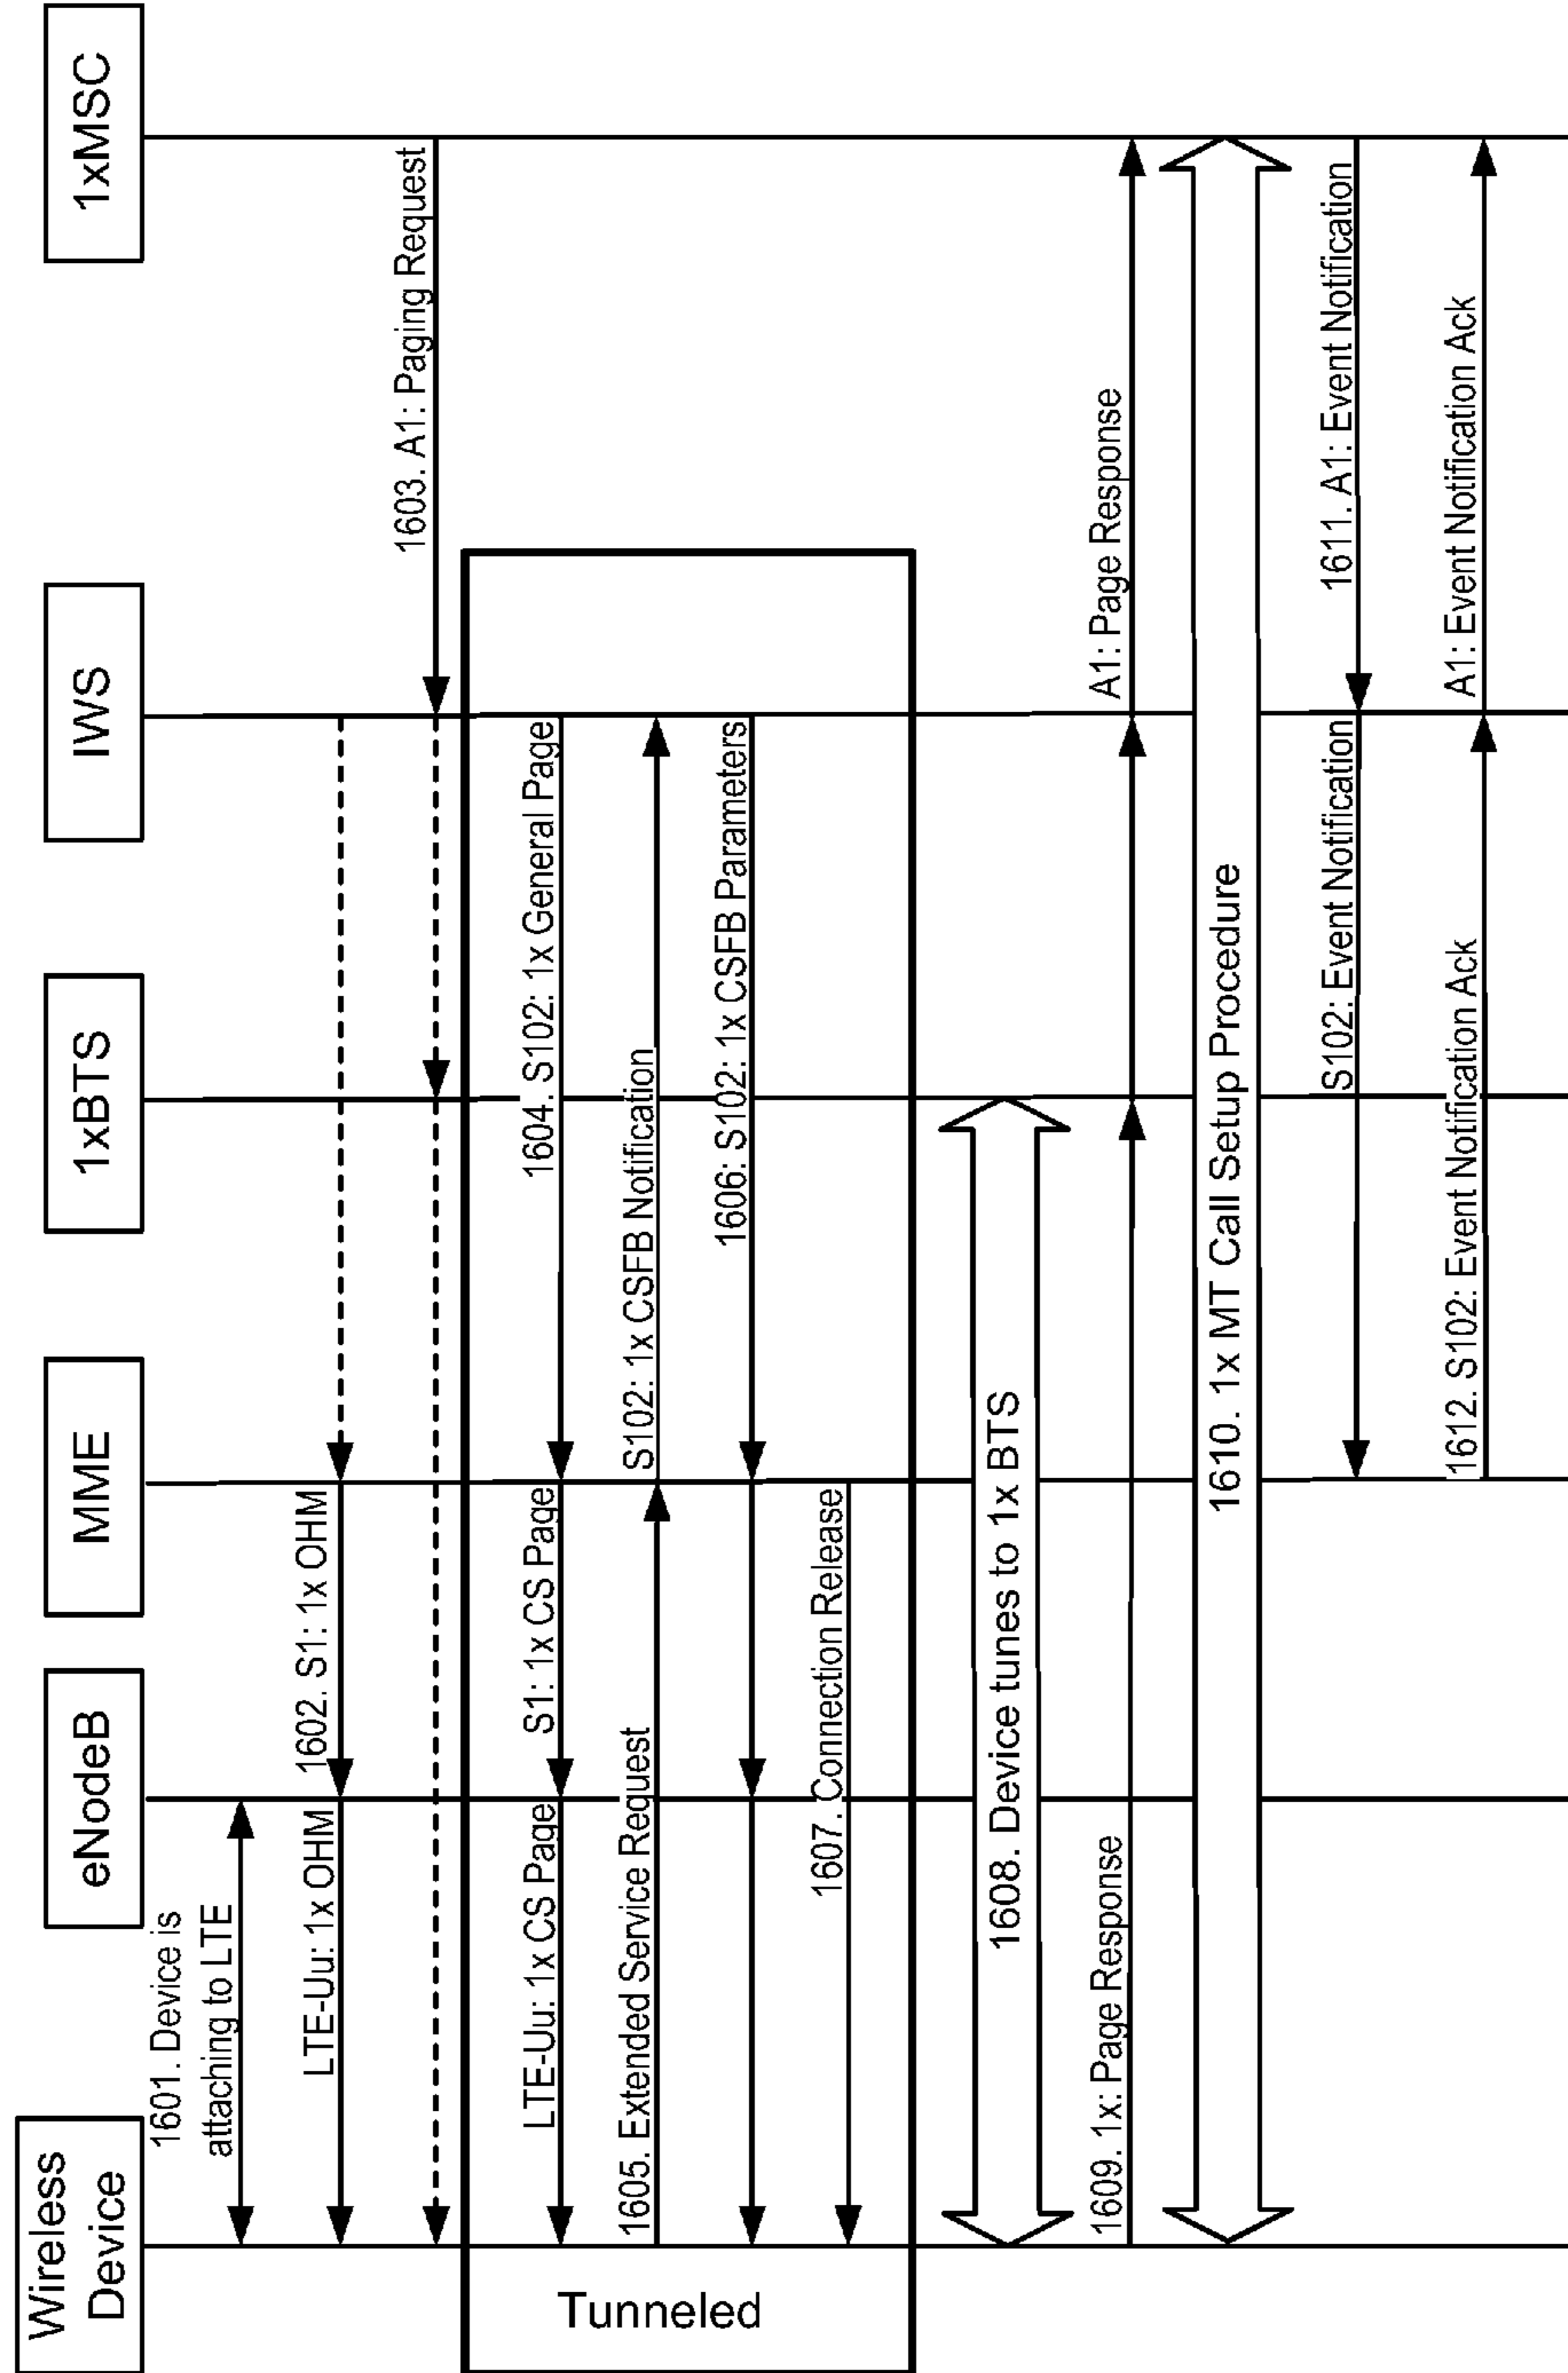 Wireless
Device
eNodeB
MME
1xBTS
IWS
1xMSC
1601. Device is
attaching to LTE
LTE-Uu: 1x OHM
1602. S1: 1x OHM
1603. A1: Paging Request
Tunneled
LTE-Uu: 1x CS Page
S1: 1x CS Page
1604. S102: 1x General Page
1605. Extended Service Request
S102: 1x CSFB Notification
1606: S102: 1x CSFB Parameters
1607. Connection Release
1608. Device tunes to 1x BTS
1609. 1x: Page Response
A1: Page Response
1610. 1x MT Call Setup Procedure
S102: Event Notification
1611. A1: Event Notification
1612. S102: Event Notification Ack
A1: Event Notification Ack